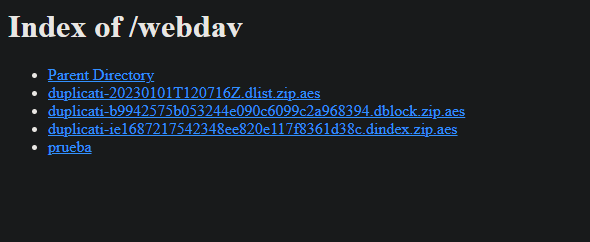 Index of /webdav
Parent Directory
duplicati-20230101T120716Z.dlist.zip.aes
duplicati-b9942575b053244e090c6099c2a968394.dblock.zip.aes
duplicati-ie1687217542348ee820e117f8361d38c.dindex.zip.aes
prueba